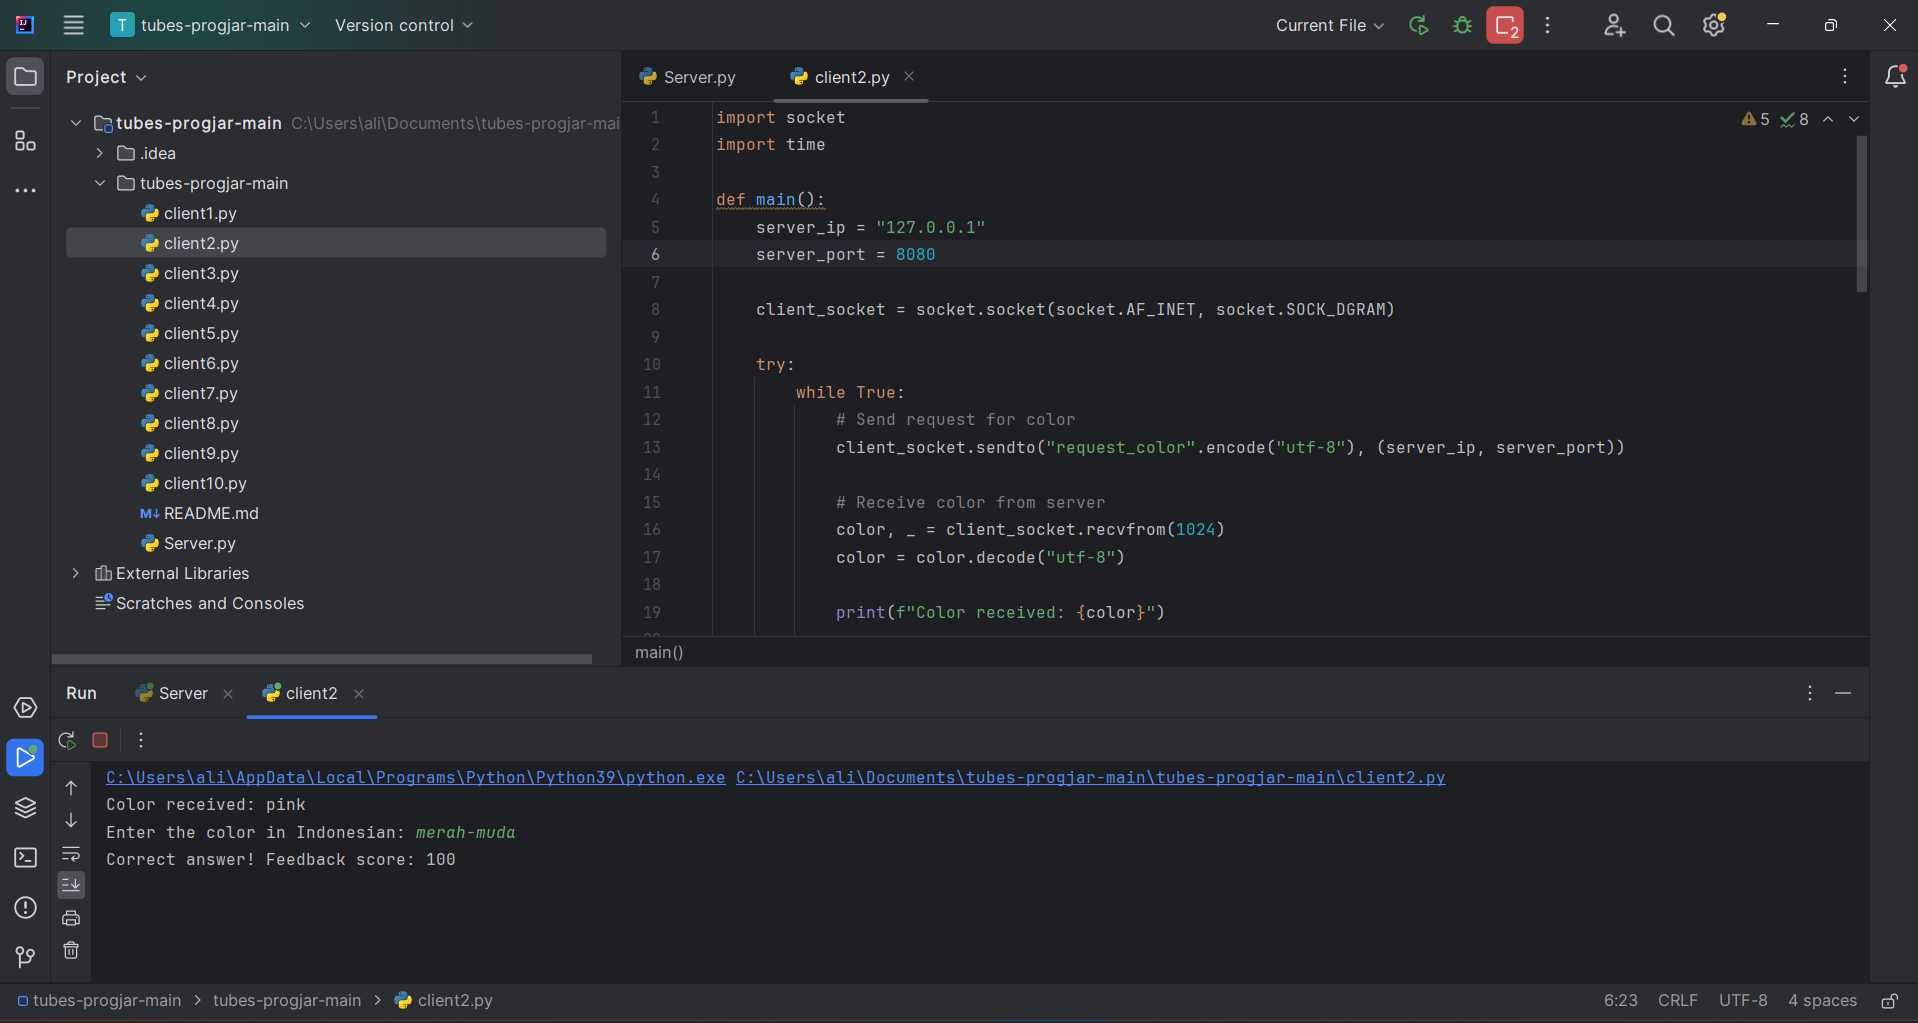 T tubes-progjar-main Version control Current File 2
Project
Server.py client2.py
tubes-progjar-main C:\Users\ali\Documents\tubes-progjar-mai
.idea
tubes-progjar-main
client1.py
client2.py
client3.py
client4.py
client5.py
client6.py
client7.py
client8.py
client9.py
client10.py
M↓ README.md
Server.py
External Libraries
Scratches and Consoles
5 8
1 import socket
2 import time
3
4 def main():
5 server_ip = "127.0.0.1"
6 server_port = 8080
7
8 client_socket = socket.socket(socket.AF_INET, socket.SOCK_DGRAM)
9
10 try:
11 while True:
12 # Send request for color
13 client_socket.sendto("request_color".encode("utf-8"), (server_ip, server_port))
14
15 # Receive color from server
16 color, _ = client_socket.recvfrom(1024)
17 color = color.decode("utf-8")
18
19 print(f"Color received: {color}")
main()
Run Server client2
C:\Users\ali\AppData\Local\Programs\Python\Python39\python.exe C:\Users\ali\Documents\tubes-progjar-main\tubes-progjar-main\client2.py
Color received: pink
Enter the color in Indonesian: merah-muda
Correct answer! Feedback score: 100
tubes-progjar-main > tubes-progjar-main > client2.py 6:23 CRLF UTF-8 4 spaces